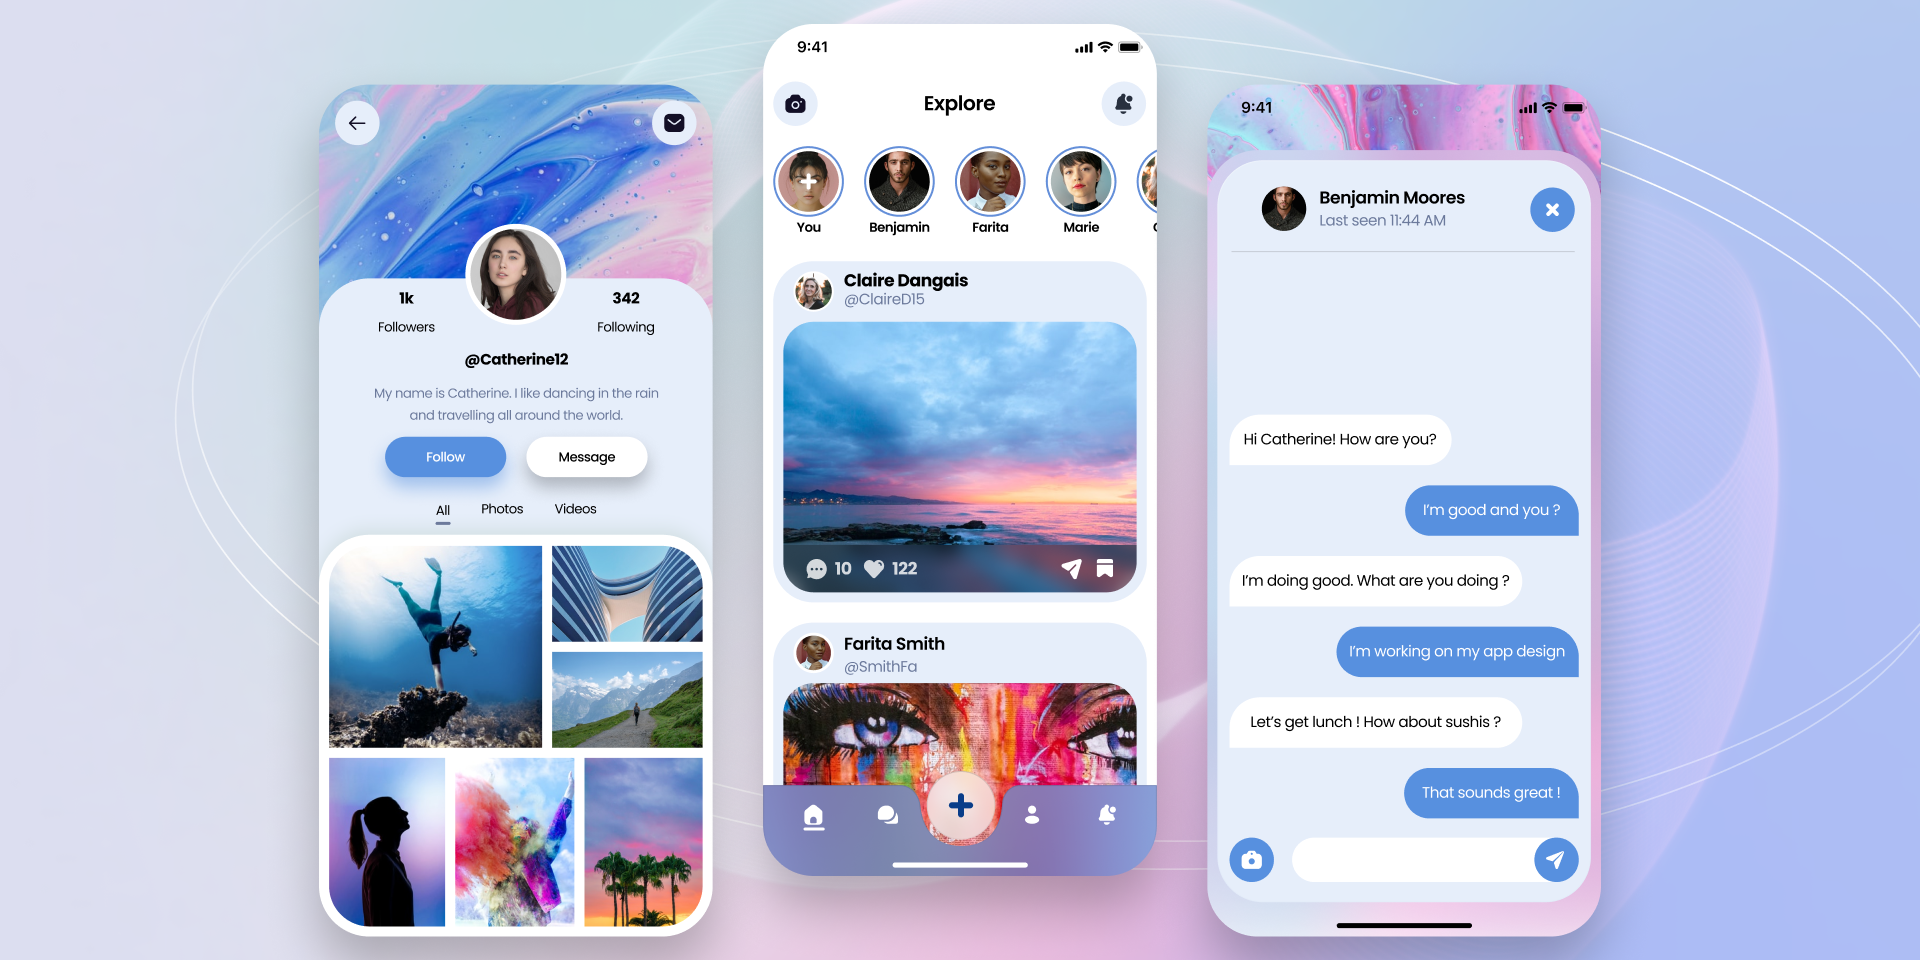 1k
Followers
342
Following
@Catherine12
My name is Catherine. I like dancing in the rain
and travelling all around the world.
Follow
Message
All
Photos
Videos
9:41
Explore
You
Benjamin
Farita
Marie
Claire Dangais
@ClaireD15
10
122
Farita Smith
@SmithFa
9:41
Benjamin Moores
Last seen 11:44 AM
Hi Catherine! How are you?
I'm good and you ?
I'm doing good. What are you doing ?
I'm working on my app design
Let's get lunch ! How about sushis ?
That sounds great !